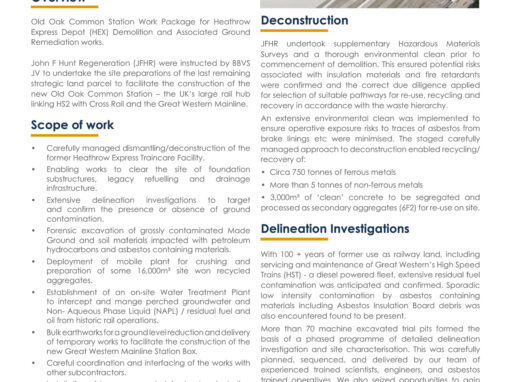 Overview
Old Oak Common Station Work Package for Heathrow
Express Depot (HEX) Demolition and Associated Ground
Remediation works.
John F Hunt Regeneration (JFHR) were instructed by BBVS
JV to undertake the site preparations of the last remaining
strategic land parcel to facilitate the construction of the
new Old Oak Common Station – the UK's large rail hub
linking HS2 with Cross Rail and the Great Western Mainline.
Scope of work
• Carefully managed dismantling/deconstruction of the
former Heathrow Express Traincare Facility.
• Enabling works to clear the site of foundation
substructures, legacy refuelling and drainage
infrastructure.
• Extensive delineation investigations to target
and confirm the presence or absence of ground
contamination.
• Forensic excavation of grossly contaminated Made
Ground and soil materials impacted with petroleum
hydrocarbons and asbestos containing materials.
• Deployment of mobile plant for crushing and
preparation of some 16,000m³ site won recycled
aggregates.
• Establishment of an on-site Water Treatment Plant
to intercept and mange perched groundwater and
Non- Aqueous Phase Liquid (NAPL) / residual fuel and
oil from historic rail operations.
• Bulk earthworks for a ground level reduction and delivery
of temporary works to facilitate the construction of the
new Great Western Mainline Station Box.
• Careful coordination and interfacing of the works with
other subcontractors.
Deconstruction
JFHR undertook supplementary Hazardous Materials
Surveys and a thorough environmental clean prior to
commencement of demolition. This ensured potential risks
associated with insulation materials and fire retardants
were confirmed and the correct due diligence applied
for selection of suitable pathways for re-use, recycling and
recovery in accordance with the waste hierarchy.
An extensive environmental clean was implemented to
ensure operative exposure risks to traces of asbestos from
brake linings etc were minimised. The staged carefully
managed approach to deconstruction enabled recycling/
recovery of:
• Circa 750 tonnes of ferrous metals
• More than 5 tonnes of non-ferrous metals
• 3,000m³ of 'clean' concrete to be segregated and
processed as secondary aggregates (6F2) for re-use on site.
Delineation Investigations
With 100 + years of former use as railway land, including
servicing and maintenance of Great Western's High Speed
Trains (HST) - a diesel powered fleet, extensive residual fuel
contamination was anticipated and confirmed. Sporadic
low intensity contamination by asbestos containing
materials including Asbestos Insulation Board debris was
also encountered found to be present.
More than 70 machine excavated trial pits formed the
basis of a phased programme of detailed delineation
investigation and site characterisation. This was carefully
planned, sequenced, and delivered by our team of
experienced trained scientists, engineers, and asbestos
trained operatives. We also seized opportunities to gain